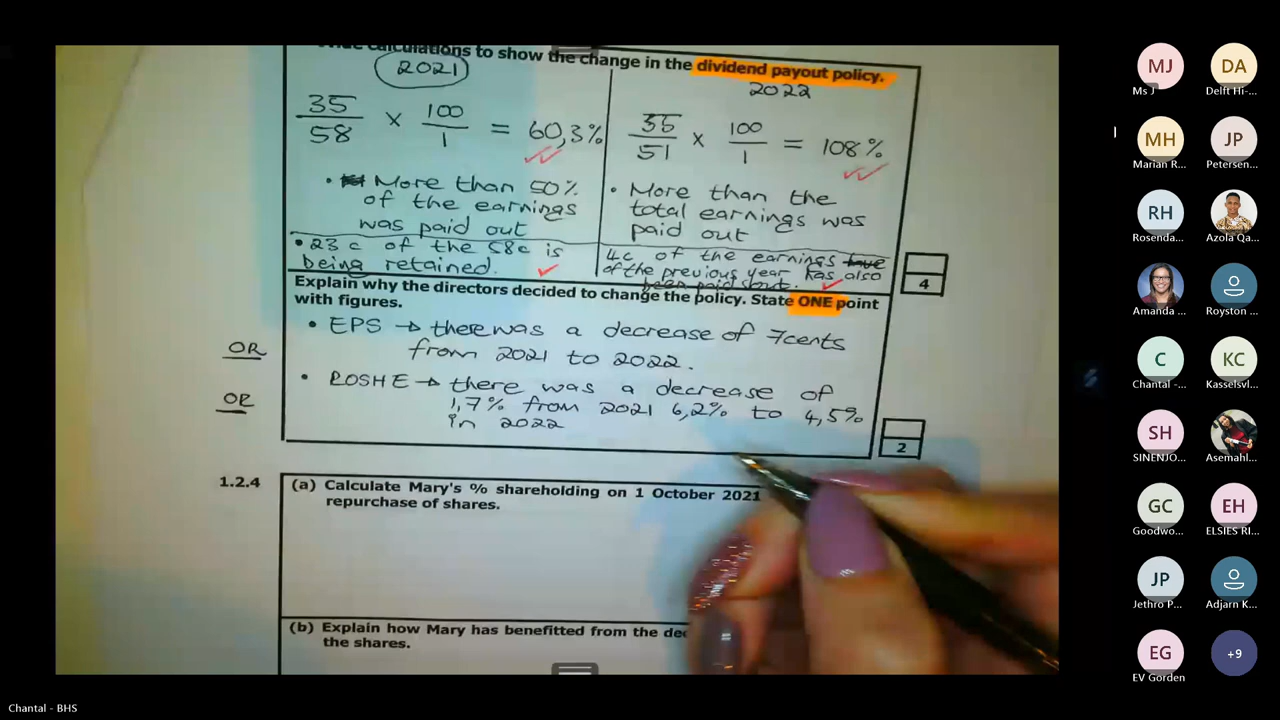 calculations to show the change in the dividend payout policy.
2021
2022
35/58 × 100/1 = 60,3%
35/51 × 100/1 = 108%
• More than 50%
of the earnings
was paid out
• More than the
total earnings was
paid out
• 23 c of the 58c is
being retained.
4c of the earnings
of the previous year has also
been paid out.
4
Explain why the directors decided to change the policy. State ONE point
with figures.
• EPS → there was a decrease of 7cents
from 2021 to 2022.
OR
• ROSHE → there was a decrease of
1,7% from 2021 6,2% to 4,5%
in 2022
OR
2
1.2.4
(a) Calculate Mary's % shareholding on 1 October 2021
repurchase of shares.
(b) Explain how Mary has benefitted from the
the shares.
MJ
Ms J
DA
Delft Hi-...
MH
Marian R...
JP
Petersen...
RH
Rosenda...
Azola Qa...
Amanda ...
Royston ...
C
Chantal -...
KC
Kasselsvl...
SH
SINENJO...
Asemahl...
GC
Goodwo...
EH
ELSIES RI...
JP
Jethro P...
Adjarn K...
EG
EV Gorden
+9
Chantal - BHS